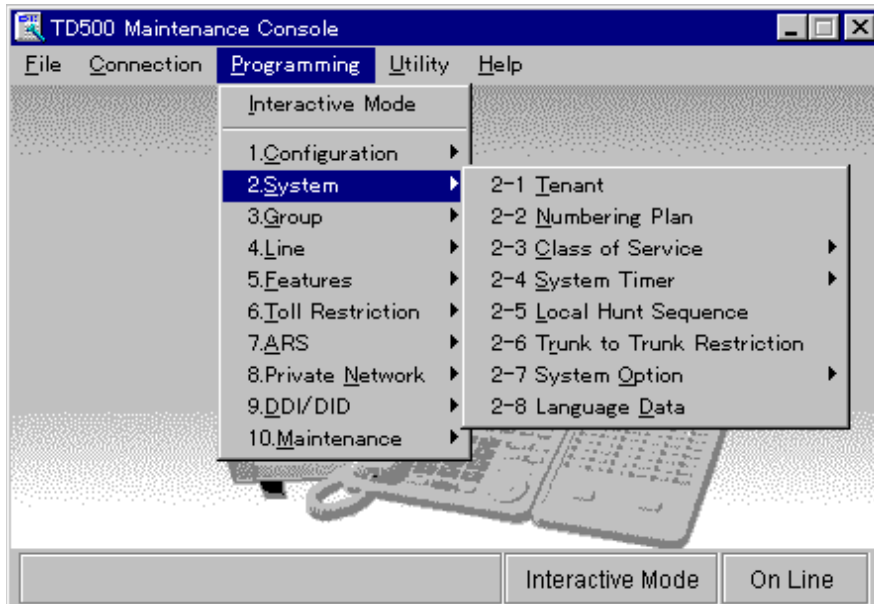 TD500 Maintenance Console
File Connection Programming Utility Help
Interactive Mode
1.Configuration
2.System
3.Group
4.Line
5.Features
6.Toll Restriction
7.ARS
8.Private Network
9.DDI/DID
10.Maintenance
2-1 Tenant
2-2 Numbering Plan
2-3 Class of Service
2-4 System Timer
2-5 Local Hunt Sequence
2-6 Trunk to Trunk Restriction
2-7 System Option
2-8 Language Data
Interactive Mode On Line